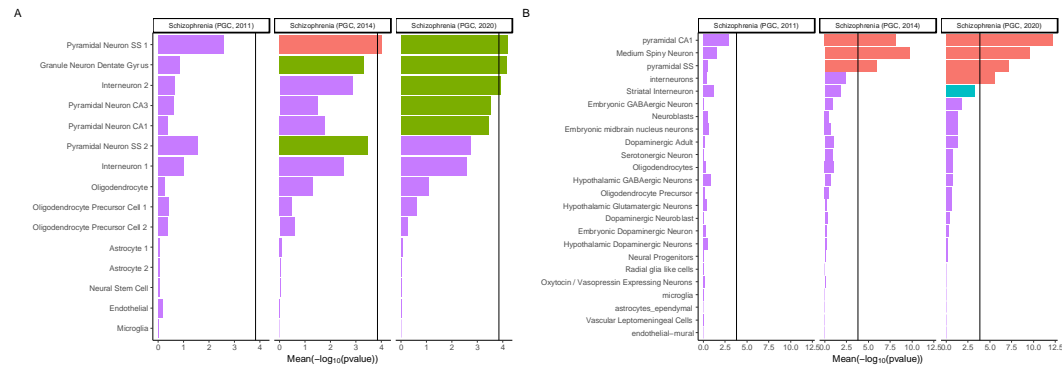 A
Schizophrenia (PGC, 2011) Schizophrenia (PGC, 2014) Schizophrenia (PGC, 2020)
Pyramidal Neuron SS 1
Granule Neuron Dentate Gyrus
Interneuron 2
Pyramidal Neuron CA3
Pyramidal Neuron CA1
Pyramidal Neuron SS 2
Interneuron 1
Oligodendrocyte
Oligodendrocyte Precursor Cell 1
Oligodendrocyte Precursor Cell 2
Astrocyte 1
Astrocyte 2
Neural Stem Cell
Endothelial
Microglia
0 1 2 3 4 0 1 2 3 4 0 1 2 3 4
Mean(−log10(pvalue))
B
Schizophrenia (PGC, 2011) Schizophrenia (PGC, 2014) Schizophrenia (PGC, 2020)
pyramidal CA1
Medium Spiny Neuron
pyramidal SS
interneurons
Striatal Interneuron
Embryonic GABAergic Neuron
Neuroblasts
Embryonic midbrain nucleus neurons
Dopaminergic Adult
Serotonergic Neuron
Oligodendrocytes
Hypothalamic GABAergic Neurons
Oligodendrocyte Precursor
Hypothalamic Glutamatergic Neurons
Dopaminergic Neuroblast
Embryonic Dopaminergic Neuron
Hypothalamic Dopaminergic Neurons
Neural Progenitors
Radial glia like cells
Oxytocin / Vasopressin Expressing Neurons
microglia
astrocytes_ependymal
Vascular Leptomeningeal Cells
endothelial−mural
0.0 2.5 5.0 7.5 10.0 12.5 0.0 2.5 5.0 7.5 10.0 12.5 0.0 2.5 5.0 7.5 10.0 12.5
Mean(−log10(pvalue))